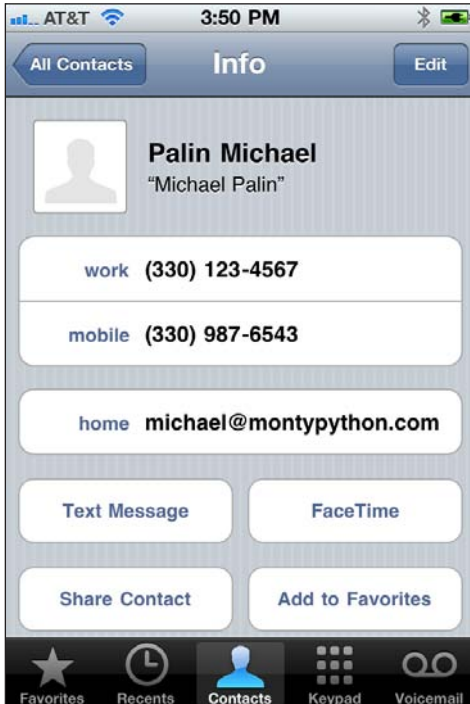 AT&T 3:50 PM
All Contacts Info Edit
Palin Michael
“Michael Palin”
work (330) 123-4567
mobile (330) 987-6543
home michael@montypython.com
Text Message FaceTime
Share Contact Add to Favorites
Favorites Recents Contacts Keypad Voicemail